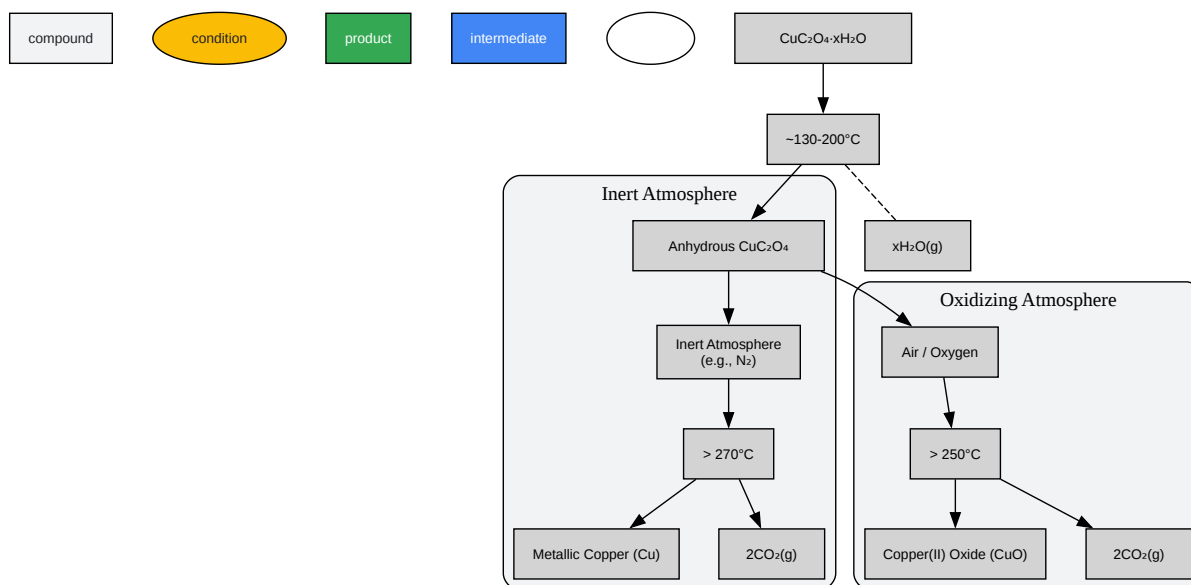 compound
condition
product
intermediate
CuC₂O₄·xH₂O
~130-200°C
Inert Atmosphere
Anhydrous CuC₂O₄
xH₂O(g)
Oxidizing Atmosphere
Inert Atmosphere
(e.g., N₂)
Air / Oxygen
> 270°C
> 250°C
Metallic Copper (Cu)
2CO₂(g)
Copper(II) Oxide (CuO)
2CO₂(g)